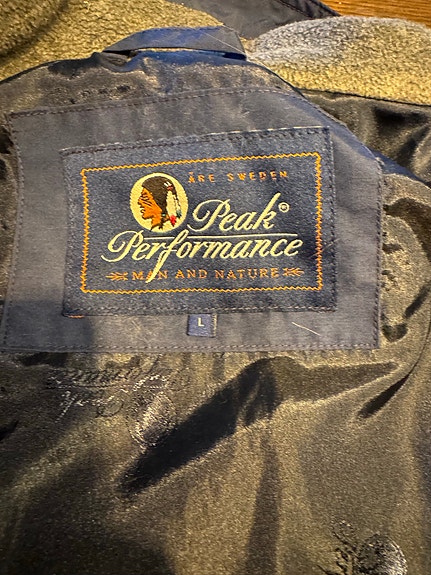 ÅRE SWEDEN
Peak®
Performance
MAN AND NATURE
L